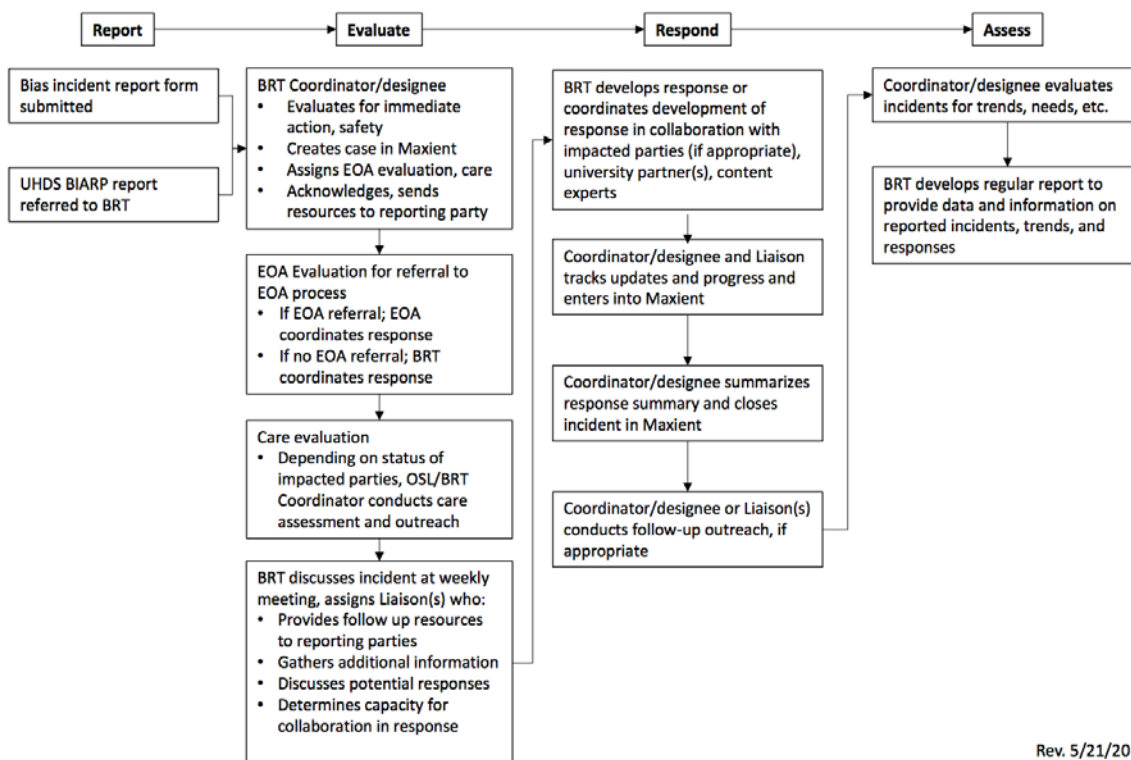 Report
Evaluate
Respond
Assess
Bias incident report form
submitted
UHDS BIARP report
referred to BRT
BRT Coordinator/designee
• Evaluates for immediate
action, safety
• Creates case in Maxient
• Assigns EOA evaluation, care
• Acknowledges, sends
resources to reporting party
EOA Evaluation for referral to
EOA process
• If EOA referral; EOA
coordinates response
• If no EOA referral; BRT
coordinates response
Care evaluation
• Depending on status of
impacted parties, OSL/BRT
Coordinator conducts care
assessment and outreach
BRT discusses incident at weekly
meeting, assigns Liaison(s) who:
• Provides follow up resources
to reporting parties
• Gathers additional information
• Discusses potential responses
• Determines capacity for
collaboration in response
BRT develops response or
coordinates development of
response in collaboration with
impacted parties (if appropriate),
university partner(s), content
experts
Coordinator/designee and Liaison
tracks updates and progress and
enters into Maxient
Coordinator/designee summarizes
response summary and closes
incident in Maxient
Coordinator/designee or Liaison(s)
conducts follow-up outreach, if
appropriate
Coordinator/designee evaluates
incidents for trends, needs, etc.
BRT develops regular report to
provide data and information on
reported incidents, trends, and
responses
Rev. 5/21/20